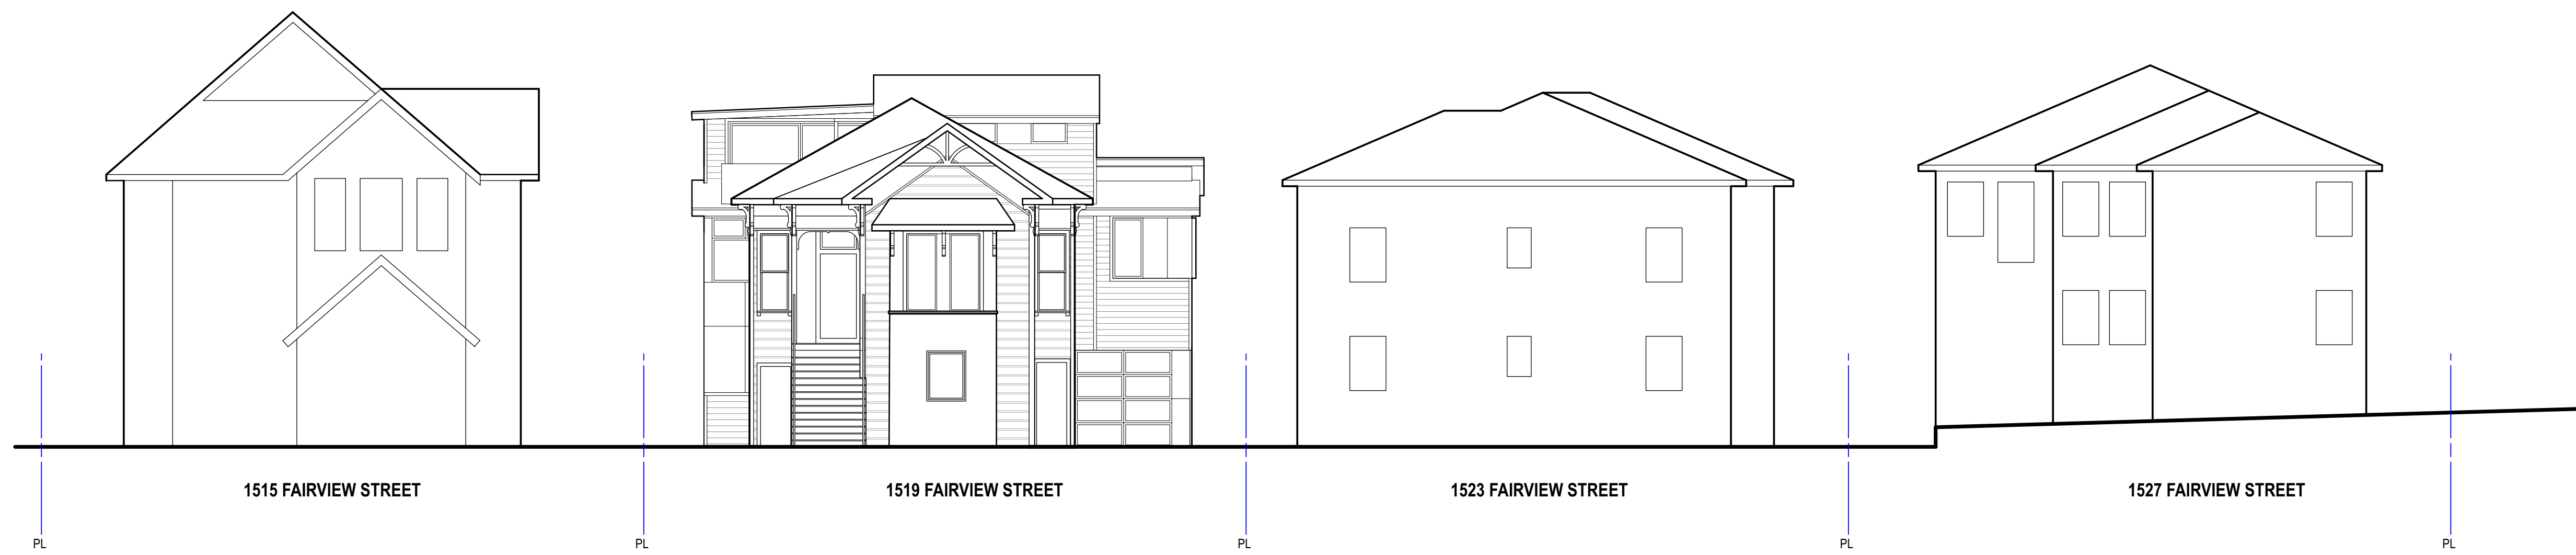 1515 FAIRVIEW STREET
1519 FAIRVIEW STREET
1523 FAIRVIEW STREET
1527 FAIRVIEW STREET
PL
PL
PL
PL
PL